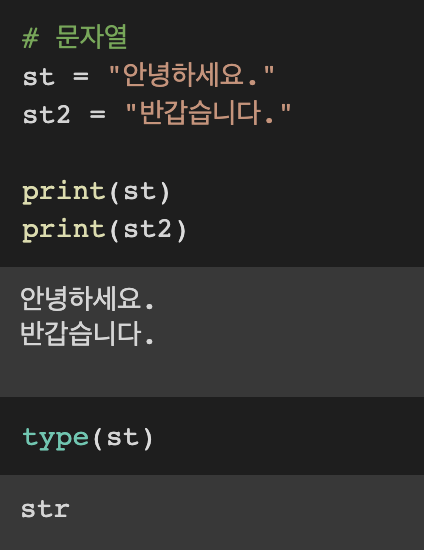 # 문자열
st = "안녕하세요."
st2 = "반갑습니다."
print(st)
print(st2)
안녕하세요.
반갑습니다.
type(st)
str